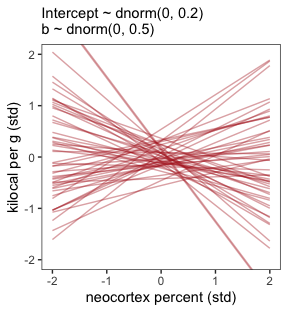 Intercept ~ dnorm(0, 0.2)
b ~ dnorm(0, 0.5)
2
1
0
-1
-2
kilocal per g (std)
-2 -1 0 1 2
neocortex percent (std)